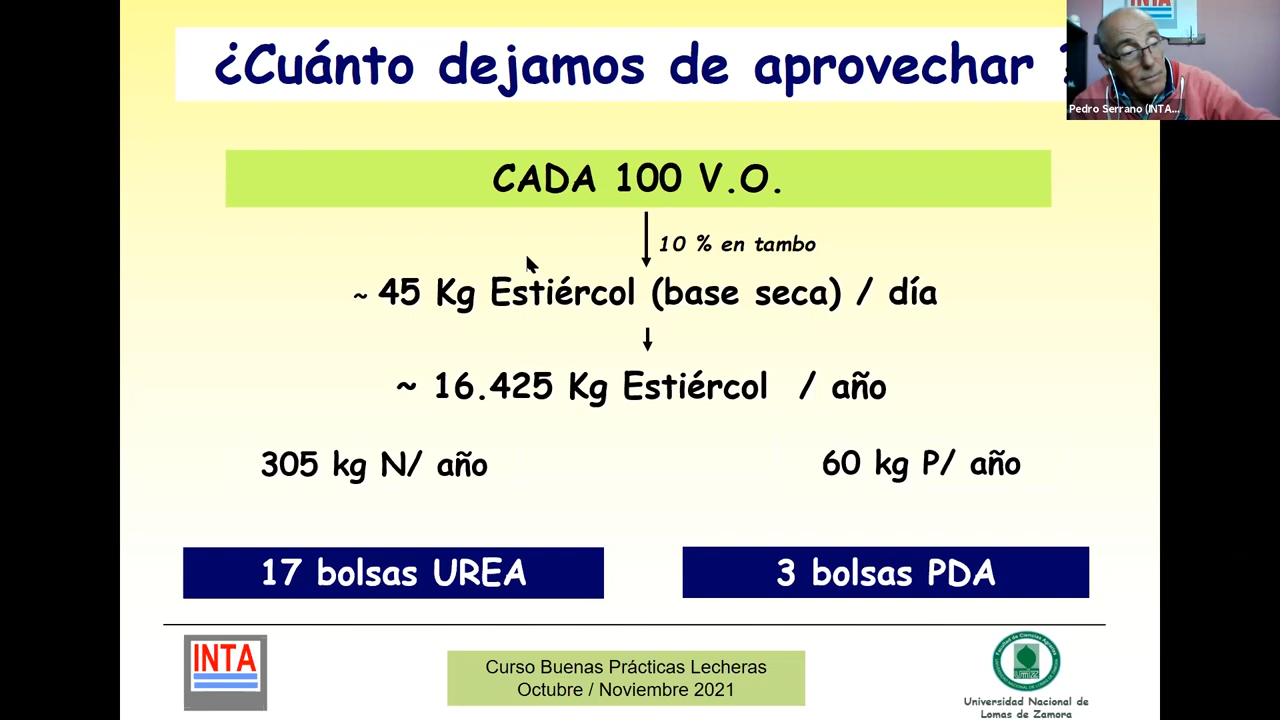 ¿Cuánto dejamos de aprovechar ?
INTA
Pedro Serrano (INTA...
CADA 100 V.O.
10 % en tambo
~ 45 Kg Estiércol (base seca) / día
~ 16.425 Kg Estiércol / año
305 kg N/ año
60 kg P/ año
17 bolsas UREA
3 bolsas PDA
INTA
Curso Buenas Prácticas Lecheras
Octubre / Noviembre 2021
Universidad Nacional de
Lomas de Zamora